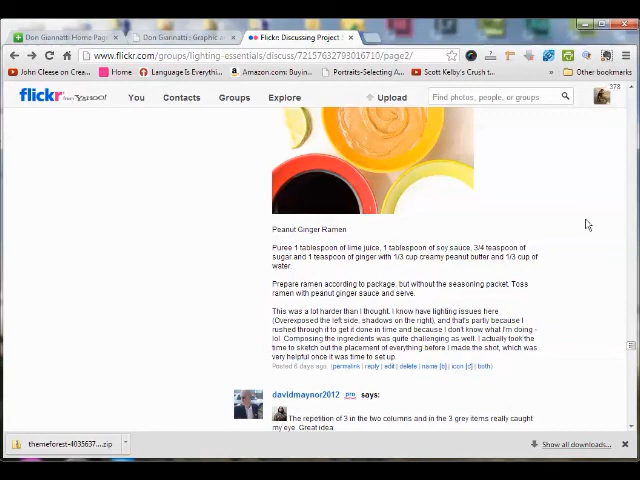 Don Giannatti Home Pag
Don Giannatti : Graphic ar
Flickr: Discussing Project
www.flickr.com/groups/lighting-essentials/discuss/72157632793016710/page2/
John Cleese on Creati...
Home
Language Is Everythi...
Amazon.com: Buyin...
Portraits-Selecting A...
Scott Kelby's Crush t...
»
Other bookmarks
flickr from YAHOO!
You
Contacts
Groups
Explore
Upload
Find photos, people, or groups
378
Peanut Ginger Ramen
Puree 1 tablespoon of lime juice, 1 tablespoon of soy sauce, 3/4 teaspoon of
sugar and 1 teaspoon of ginger with 1/3 cup creamy peanut butter and 1/3 cup of
water.
Prepare ramen according to package, but without the seasoning packet. Toss
ramen with peanut ginger sauce and serve.
This was a lot harder than I thought. I know have lighting issues here
(Overexposed the left side, shadows on the right), and that's partly because I
rushed through it to get it done in time and because I don't know what I'm doing -
lol. Composing the ingredients was quite challenging as well. I actually took the
time to sketch out the placement of everything before I made the shot, which was
very helpful once it was time to set up
Posted 6 days ago. (permalink | reply | edit | delete | name [b] | icon [d] | both)
davidmaynor2012 pro says:
The repetition of 3 in the two columns and in the 3 grey items really caught
my eye. Great idea.
themeforest-4035637....zip
Show all downloads...